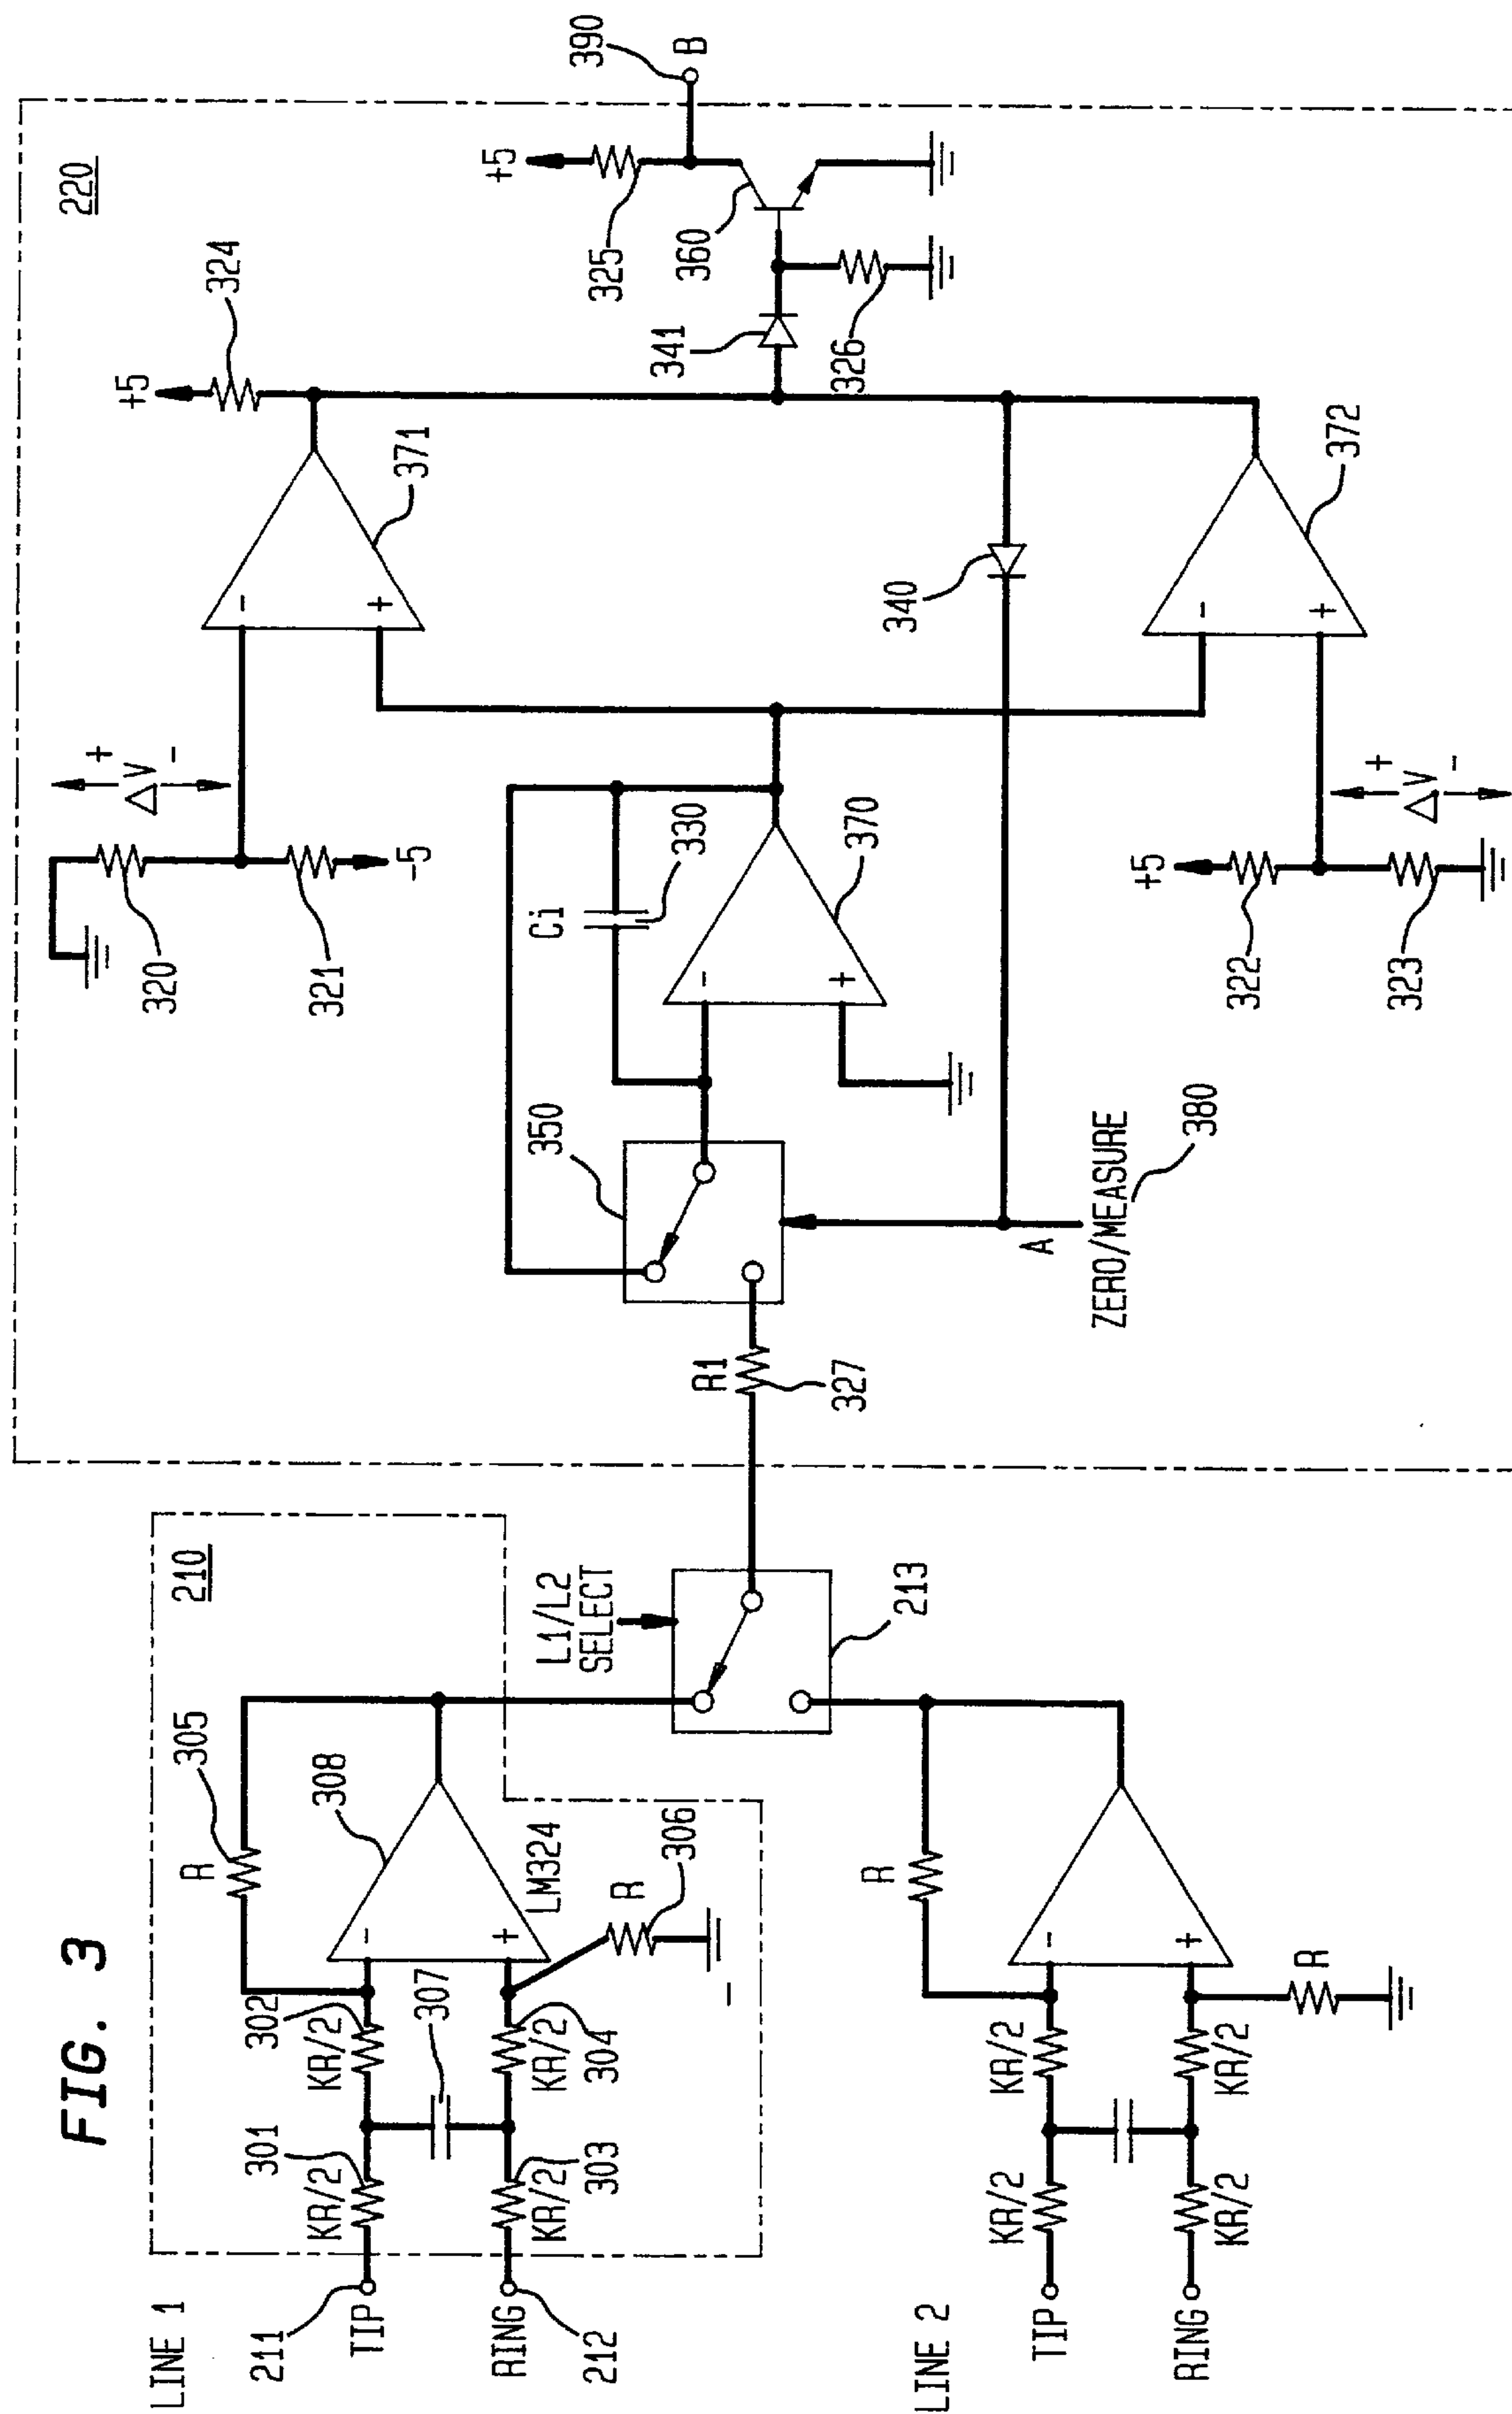 FIG. 3
LINE 1
211
TIP
RING
212
301
KR/2
302
KR/2
307
KR/2
303
KR/2
304
305
R
308
LM324
R
306
210
-
+
L1/L2
SELECT
213
LINE 2
TIP
RING
KR/2
KR/2
KR/2
KR/2
R
R
-
+
220
R1
327
350
A
ZERO/MEASURE
380
Ci
330
370
-
+
320
321
-5
+
ΔV
-
371
-
+
+5
324
340
322
323
+5
+
ΔV
-
372
-
+
341
326
360
325
+5
390
B